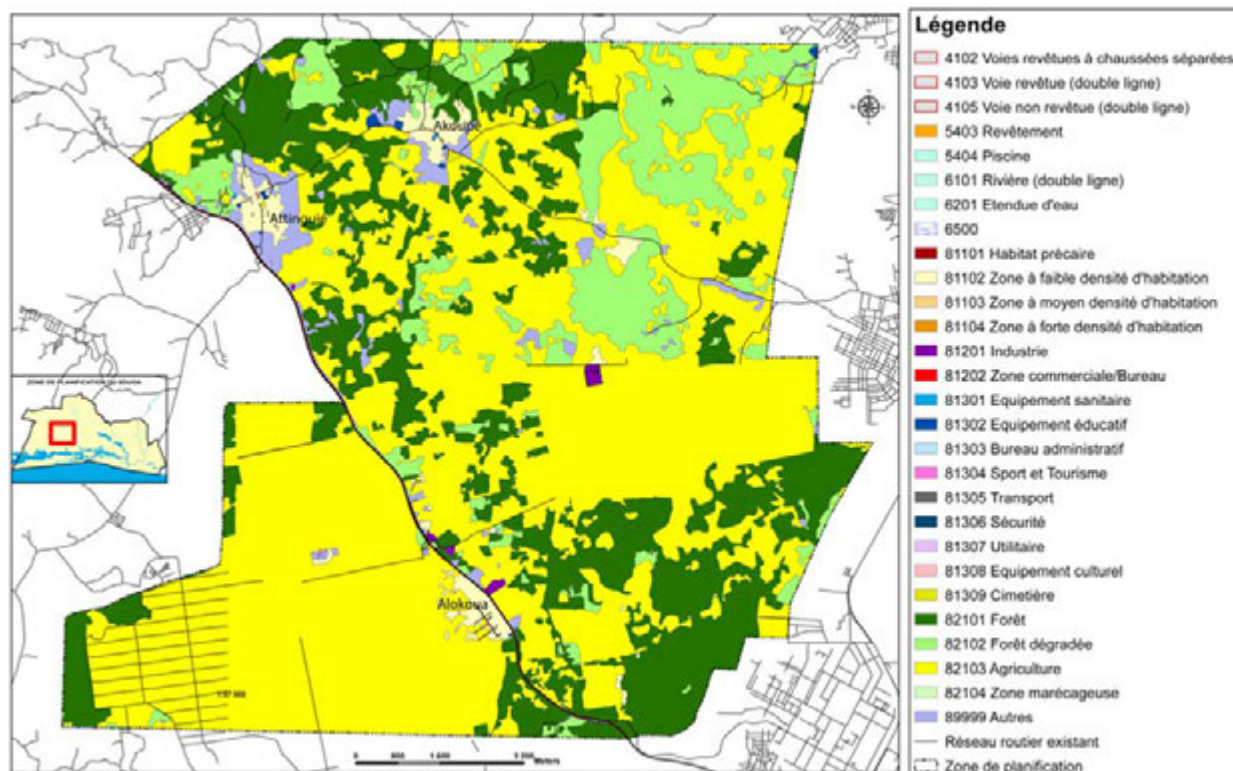 Akoupé
Attinguié
ZONE DE PLANIFICATION DU
Alokoua
Meters
Légende
4102 Voies revêtues à chaussées séparées
4103 Voie revêtue (double ligne)
4105 Voie non revêtue (double ligne)
5403 Revêtement
5404 Piscine
6101 Rivière (double ligne)
6201 Etendue d'eau
6500
81101 Habitat précaire
81102 Zone à faible densité d'habitation
81103 Zone à moyen densité d'habitation
81104 Zone à forte densité d'habitation
81201 Industrie
81202 Zone commerciale/Bureau
81301 Equipement sanitaire
81302 Equipement éducatif
81303 Bureau administratif
81304 Sport et Tourisme
81305 Transport
81306 Sécurité
81307 Utilitaire
81308 Equipement culturel
81309 Cimetière
82101 Forêt
82102 Forêt dégradée
82103 Agriculture
82104 Zone marécageuse
89999 Autres
Réseau routier existant
Zone de planification